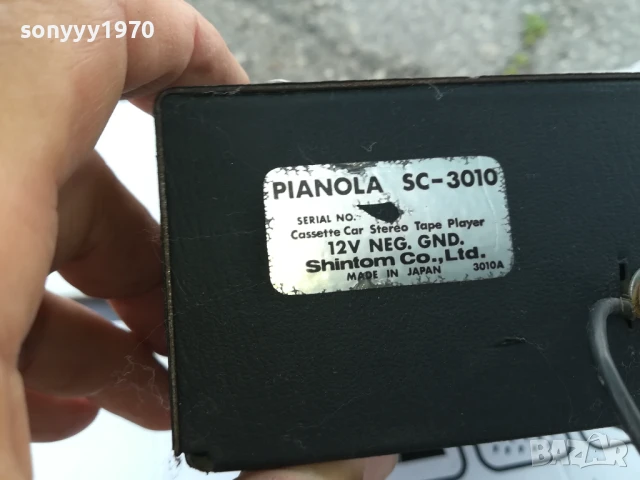 sonyyy1970
PIANOLA SC-3010
SERIAL NO.
Cassette Car Stereo Tape Player
12V NEG. GND.
Shintom Co., Ltd.
MADE IN JAPAN 3010A
BAZAR